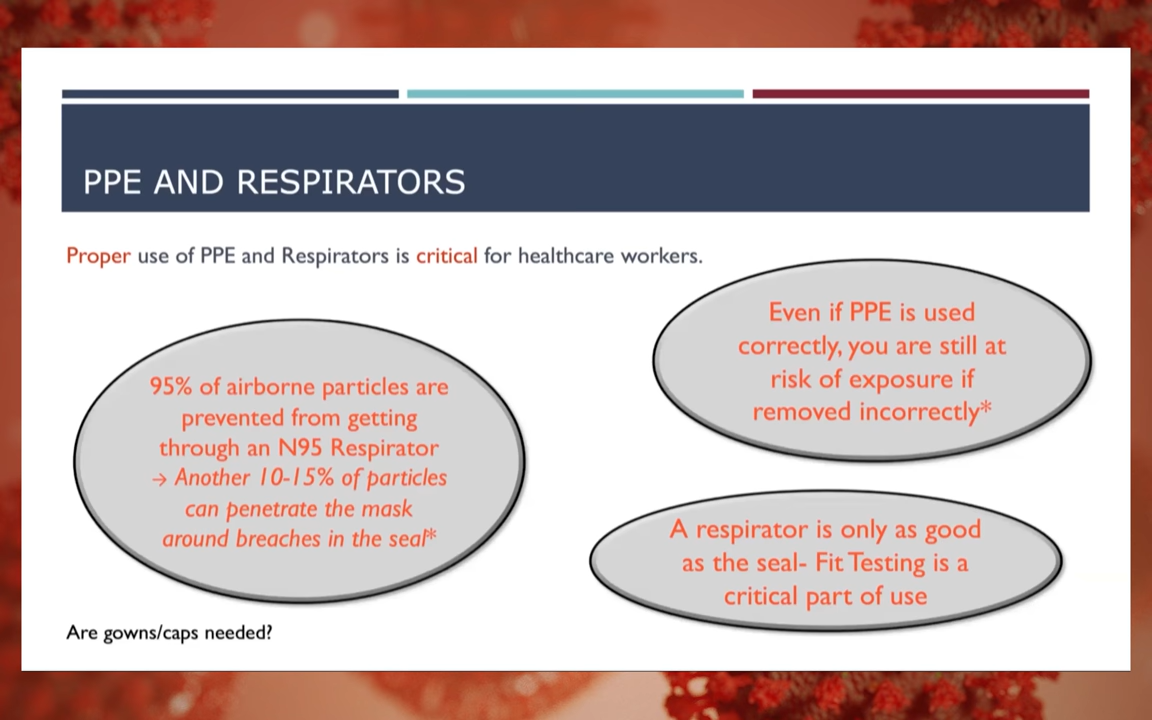 PPE AND RESPIRATORS
Proper use of PPE and Respirators is critical for healthcare workers.
95% of airborne particles are
prevented from getting
through an N95 Respirator
→ Another 10-15% of particles
can penetrate the mask
around breaches in the seal*
Even if PPE is used
correctly, you are still at
risk of exposure if
removed incorrectly*
A respirator is only as good
as the seal- Fit Testing is a
critical part of use
Are gowns/caps needed?